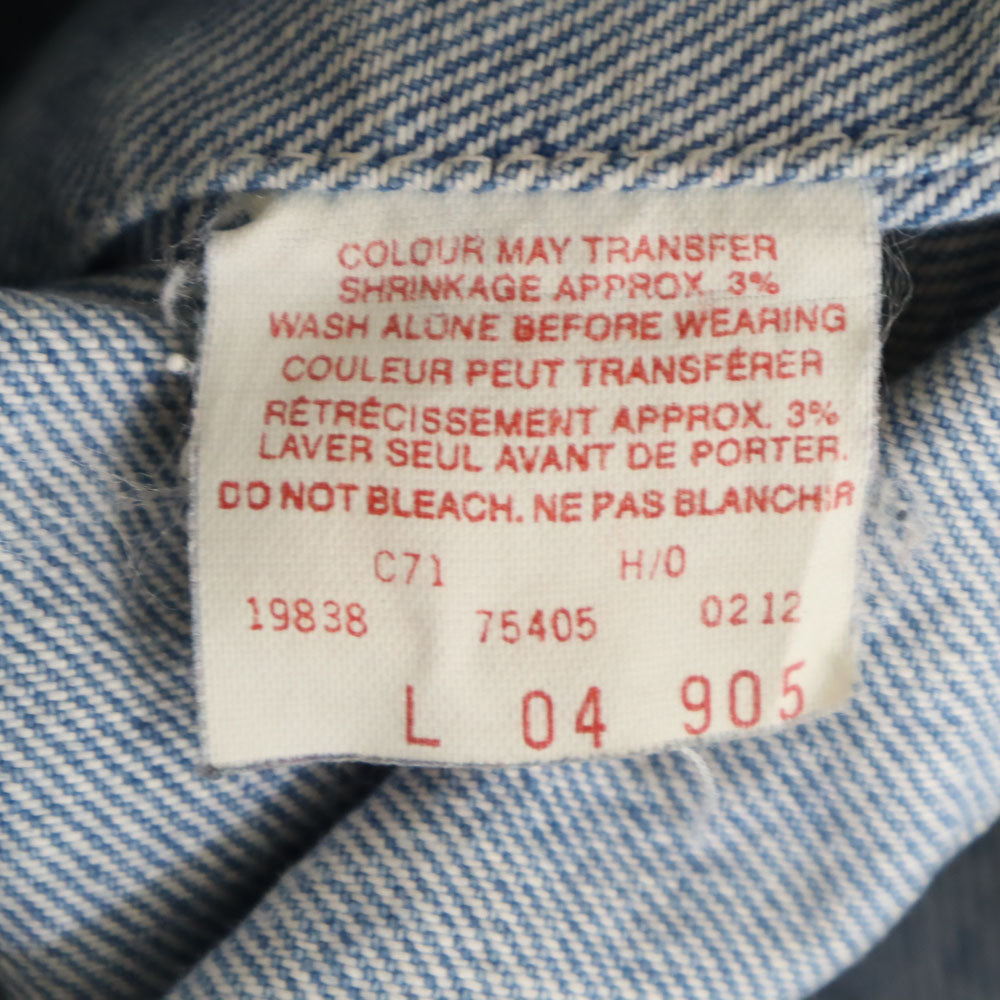 COLOUR MAY TRANSFER
SHRINKAGE APPROX. 3%
WASH ALONE BEFORE WEARING
COULEUR PEUT TRANSFÉRER
RÉTRÉCISSEMENT APPROX. 3%
LAVER SEUL AVANT DE PORTER.
DO NOT BLEACH. NE PAS BLANCHIR
C71 H/0
19838 75405 0212
L 04 905